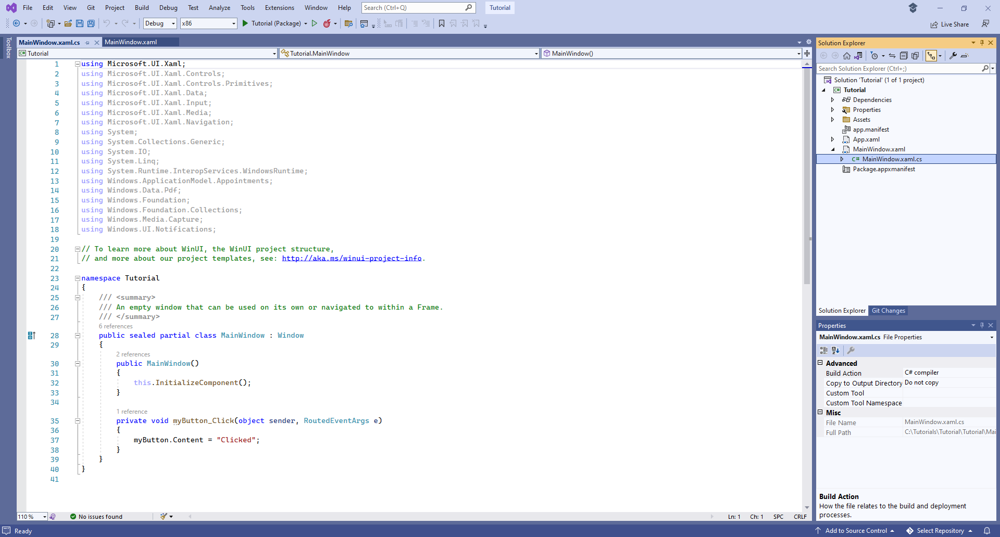 File Edit View Git Project Build Debug Test Analyze Tools Extensions Window Help Search (Ctrl+Q) Tutorial
Debug x86 Tutorial (Package) Live Share
Toolbox
MainWindow.xaml.cs MainWindow.xaml
C# Tutorial Tutorial.MainWindow MainWindow()
1 using Microsoft.UI.Xaml;
2 using Microsoft.UI.Xaml.Controls;
3 using Microsoft.UI.Xaml.Controls.Primitives;
4 using Microsoft.UI.Xaml.Data;
5 using Microsoft.UI.Xaml.Input;
6 using Microsoft.UI.Xaml.Media;
7 using Microsoft.UI.Xaml.Navigation;
8 using System;
9 using System.Collections.Generic;
10 using System.IO;
11 using System.Linq;
12 using System.Runtime.InteropServices.WindowsRuntime;
13 using Windows.ApplicationModel.Appointments;
14 using Windows.Data.Pdf;
15 using Windows.Foundation;
16 using Windows.Foundation.Collections;
17 using Windows.Media.Capture;
18 using Windows.UI.Notifications;
19
20 // To learn more about WinUI, the WinUI project structure,
21 // and more about our project templates, see: http://aka.ms/winui-project-info.
22
23 namespace Tutorial
24 {
25 /// <summary>
26 /// An empty window that can be used on its own or navigated to within a Frame.
27 /// </summary>
6 references
28 public sealed partial class MainWindow : Window
29 {
2 references
30 public MainWindow()
31 {
32 this.InitializeComponent();
33 }
34
1 reference
35 private void myButton_Click(object sender, RoutedEventArgs e)
36 {
37 myButton.Content = "Clicked";
38 }
39 }
40 }
41
110 % No issues found Ln: 1 Ch: 1 SPC CRLF
Solution Explorer
Search Solution Explorer (Ctrl+;)
Solution 'Tutorial' (1 of 1 project)
C# Tutorial
Dependencies
Properties
Assets
app.manifest
App.xaml
MainWindow.xaml
C# MainWindow.xaml.cs
Package.appxmanifest
Solution Explorer Git Changes
Properties
MainWindow.xaml.cs File Properties
Advanced
Build Action C# compiler
Copy to Output Directory Do not copy
Custom Tool
Custom Tool Namespace
Misc
File Name MainWindow.xaml.cs
Full Path C:\Tutorials\Tutorial\Tutorial\Mai
Build Action
How the file relates to the build and deployment
processes.
Ready Add to Source Control Select Repository